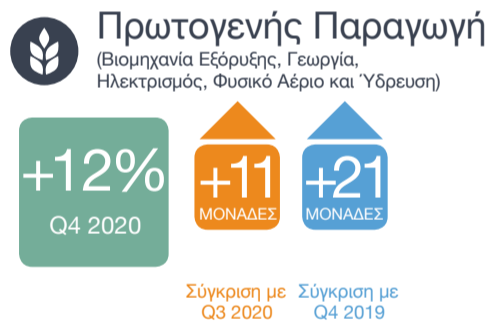 Πρωτογενής Παραγωγή
(Βιομηχανία Εξόρυξης, Γεωργία,
Ηλεκτρισμός, Φυσικό Αέριο και Ύδρευση)
+12%
Q4 2020
+11
ΜΟΝΑΔΕΣ
+21
ΜΟΝΑΔΕΣ
Σύγκριση με
Q3 2020
Σύγκριση με
Q4 2019